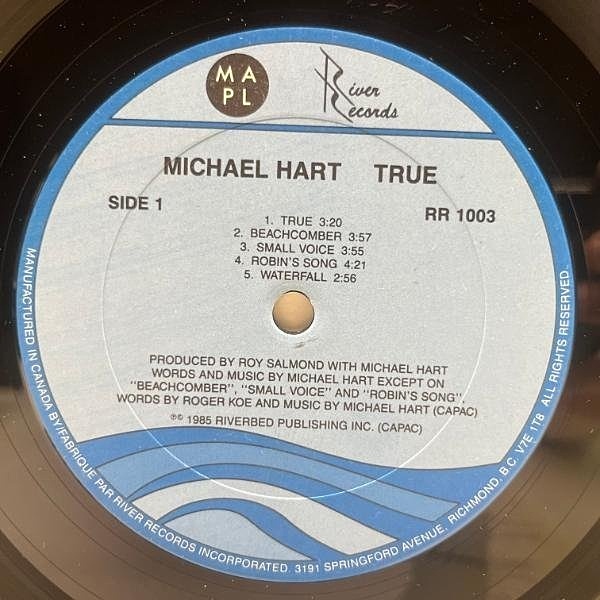 MA
PL
River
Records
MICHAEL HART TRUE
SIDE 1
RR 1003
1. TRUE 3:20
2. BEACHCOMBER 3:57
3. SMALL VOICE 3:55
4. ROBIN'S SONG 4:21
5. WATERFALL 2:56
PRODUCED BY ROY SALMOND WITH MICHAEL HART
WORDS AND MUSIC BY MICHAEL HART EXCEPT ON
"BEACHCOMBER", "SMALL VOICE" AND "ROBIN'S SONG".
WORDS BY ROGER KOE AND MUSIC BY MICHAEL HART (CAPAC)
℗© 1985 RIVERBED PUBLISHING INC. (CAPAC)
MANUFACTURED IN CANADA BY/FABRIQUE PAR RIVER RECORDS INCORPORATED. 3191 SPRINGFORD AVENUE, RICHMOND, B.C. V7E 1T8 ALL RIGHTS RESERVED.